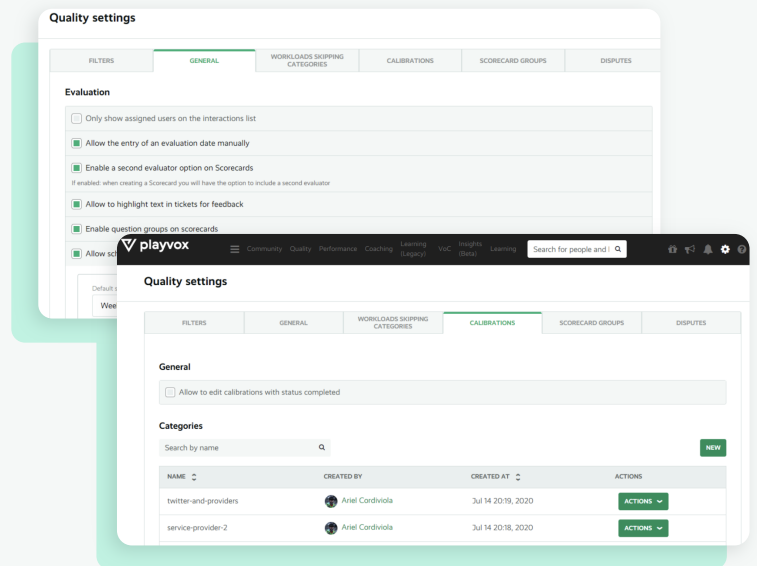 Quality settings
FILTERS
GENERAL
WORKLOADS SKIPPING
CATEGORIES
CALIBRATIONS
SCORECARD GROUPS
DISPUTES
Evaluation
Only show assigned users on the interactions list
Allow the entry of an evaluation date manually
Enable a second evaluator option on Scorecards
If enabled: when creating a Scorecard you will have the option to include a second evaluator
Allow to highlight text in tickets for feedback
Enable question groups on scorecards
Allow
Default
playvox
Community Quality Performance Coaching Learning (Legacy) VoC Insights (Beta) Learning
Search for people and
Quality settings
FILTERS
GENERAL
WORKLOADS SKIPPING
CATEGORIES
CALIBRATIONS
SCORECARD GROUPS
DISPUTES
General
Allow to edit calibrations with status completed
Categories
Search by name
NEW
NAME CREATED BY CREATED AT ACTIONS
twitter-and-providers Ariel Cordiviola Jul 14 20:19, 2020 ACTIONS
service-provider-2 Ariel Cordiviola Jul 14 20:18, 2020 ACTIONS